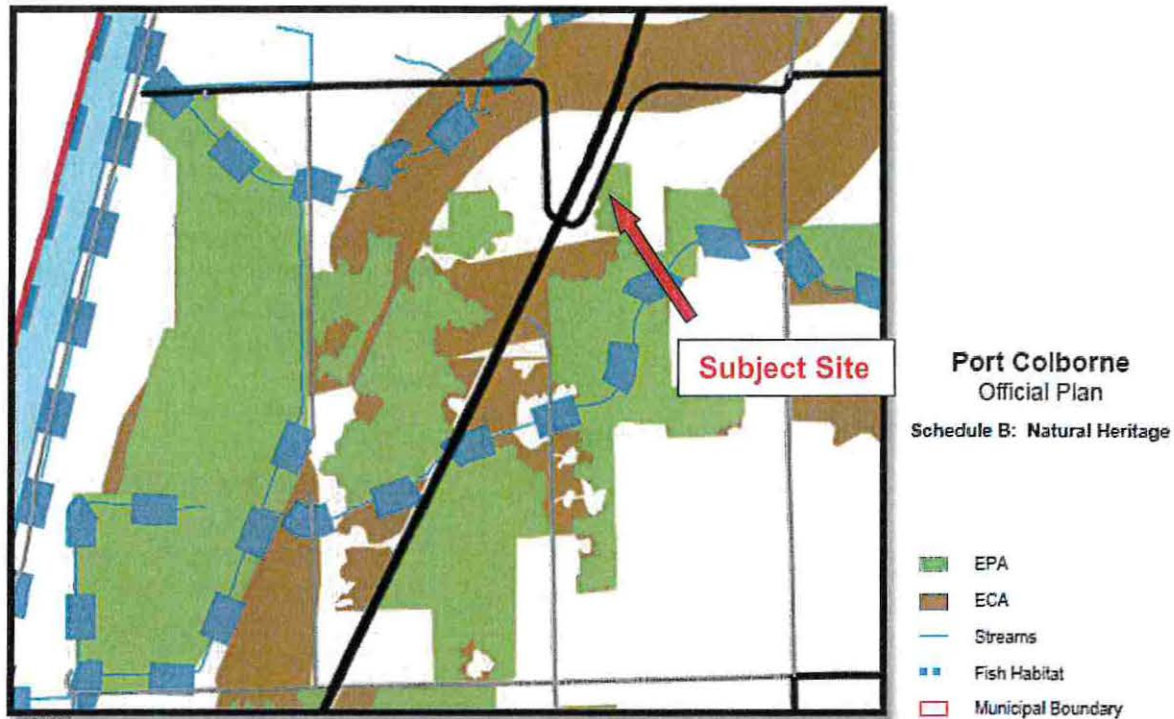 Subject Site
Port Colborne
Official Plan
Schedule B: Natural Heritage
EPA
ECA
Streams
Fish Habitat
Municipal Boundary